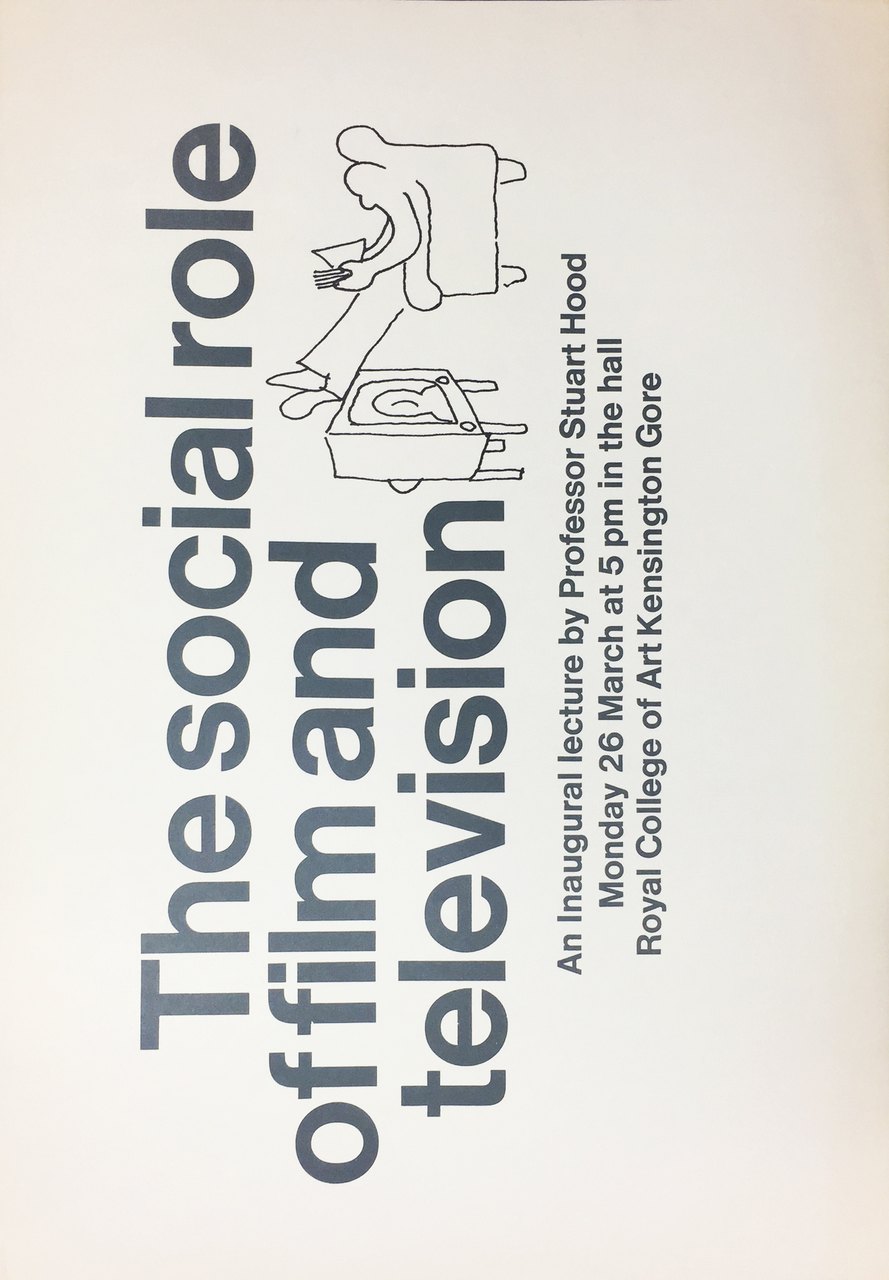 The social role
of film and
television
An Inaugural lecture by Professor Stuart Hood
Monday 26 March at 5 pm in the hall
Royal College of Art Kensington Gore